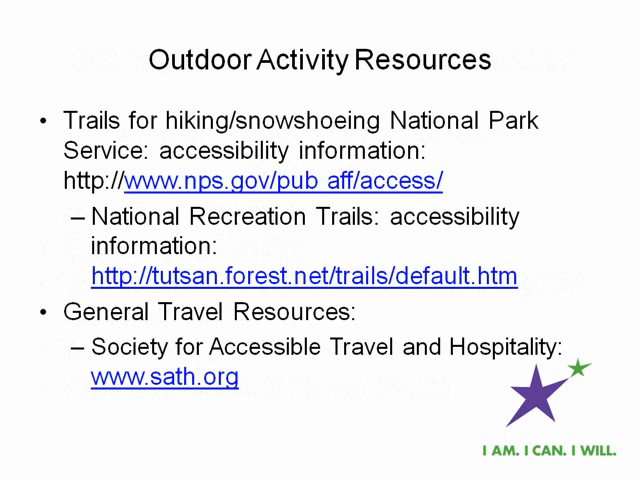 Outdoor Activity Resources
• Trails for hiking/snowshoeing National Park
Service: accessibility information:
http://www.nps.gov/pub aff/access/
– National Recreation Trails: accessibility
information:
http://tutsan.forest.net/trails/default.htm
• General Travel Resources:
– Society for Accessible Travel and Hospitality:
www.sath.org
I AM. I CAN. I WILL.